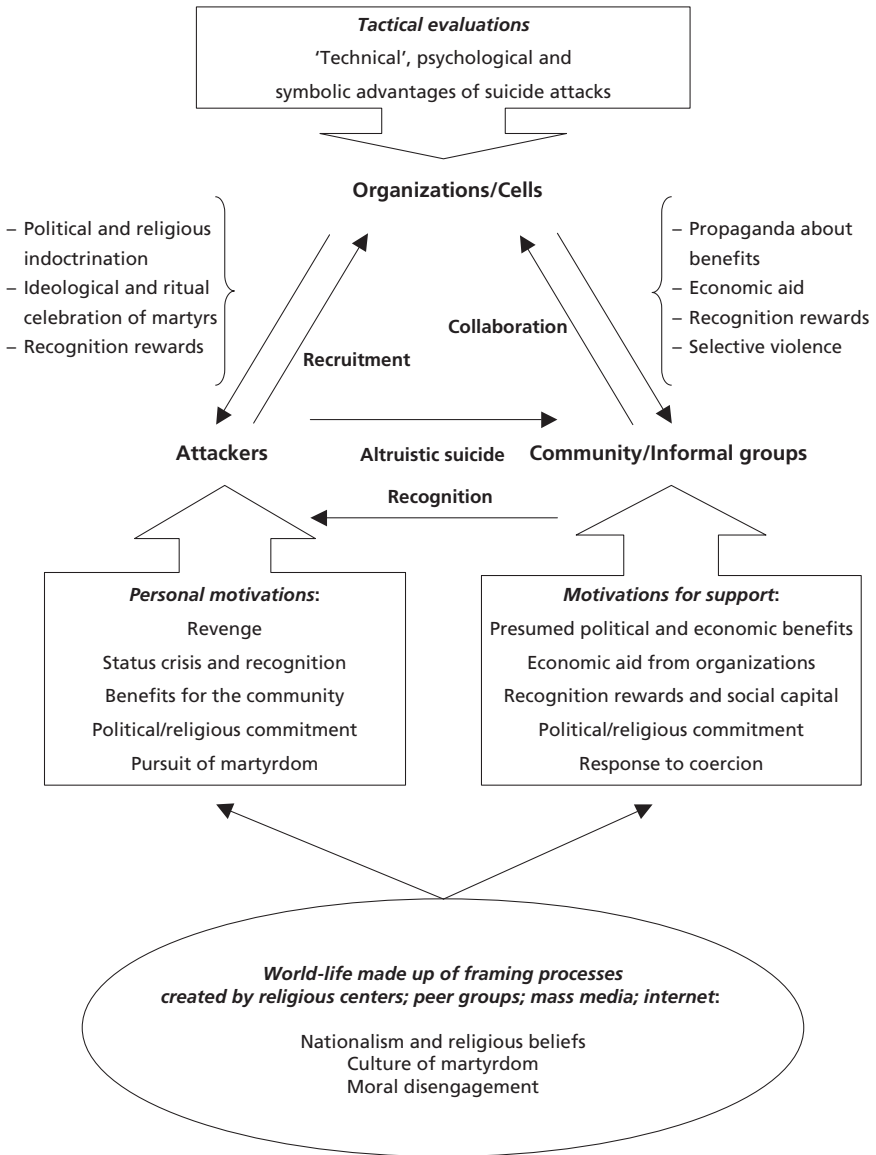 Tactical evaluations
‘Technical’, psychological and
symbolic advantages of suicide attacks
Organizations/Cells
– Political and religious
indoctrination
– Ideological and ritual
celebration of martyrs
– Recognition rewards
– Propaganda about
benefits
– Economic aid
– Recognition rewards
– Selective violence
Collaboration
Recruitment
Attackers
Altruistic suicide
Community/Informal groups
Recognition
Personal motivations:
Revenge
Status crisis and recognition
Benefits for the community
Political/religious commitment
Pursuit of martyrdom
Motivations for support:
Presumed political and economic benefits
Economic aid from organizations
Recognition rewards and social capital
Political/religious commitment
Response to coercion
World-life made up of framing processes
created by religious centers; peer groups; mass media; internet:
Nationalism and religious beliefs
Culture of martyrdom
Moral disengagement